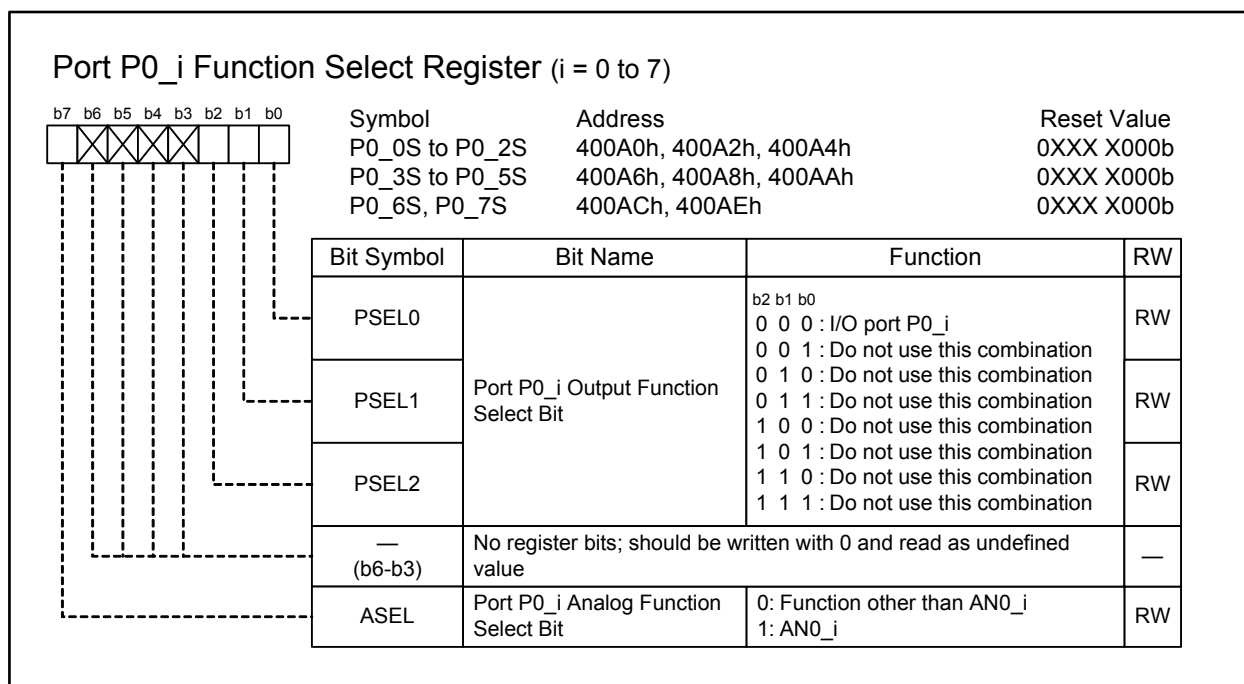 Port P0_i Function Select Register (i = 0 to 7)
b7 b6 b5 b4 b3 b2 b1 b0
Symbol Address Reset Value
P0_0S to P0_2S 400A0h, 400A2h, 400A4h 0XXX X000b
P0_3S to P0_5S 400A6h, 400A8h, 400AAh 0XXX X000b
P0_6S, P0_7S 400ACh, 400AEh 0XXX X000b
Bit Symbol Bit Name Function RW
PSEL0 RW
PSEL1 Port P0_i Output Function
Select Bit RW
PSEL2 RW
b2 b1 b0
0 0 0 : I/O port P0_i
0 0 1 : Do not use this combination
0 1 0 : Do not use this combination
0 1 1 : Do not use this combination
1 0 0 : Do not use this combination
1 0 1 : Do not use this combination
1 1 0 : Do not use this combination
1 1 1 : Do not use this combination
— No register bits; should be written with 0 and read as undefined —
(b6-b3) value
ASEL Port P0_i Analog Function 0: Function other than AN0_i RW
Select Bit 1: AN0_i